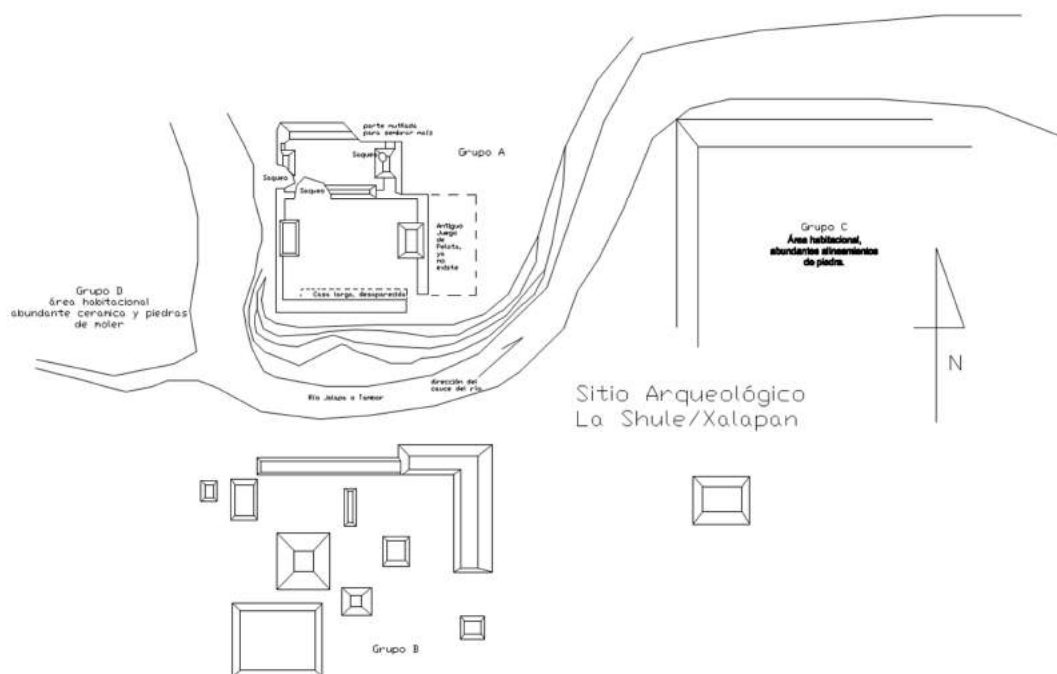 parte mutilada
para sembrar maíz
Grupo A
Saqueo
Saqueo
Saqueo
Antiguo
Juego
de
Pelota,
ya
no
existe
Casa larga, desaparecida
Grupo C
Área habitacional,
abundantes alineamientos
de piedra.
Grupo D
área habitacional
abundante ceramica y piedras
de moler
dirección del
cauce del río
Río Jalapa o Tambor
N
Sitio Arqueológico
La Shule/Xalapan
Grupo B